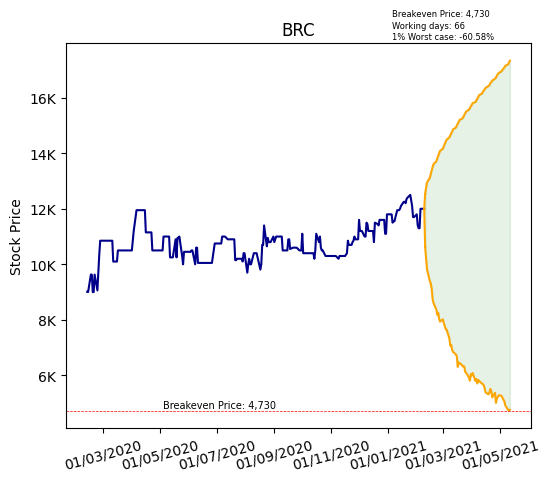 Breakeven Price: 4,730
Working days: 66
1% Worst case: -60.58%
BRC
Stock Price
16K
14K
12K
10K
8K
6K
Breakeven Price: 4,730
01/03/2020
01/05/2020
01/07/2020
01/09/2020
01/11/2020
01/01/2021
01/03/2021
01/05/2021